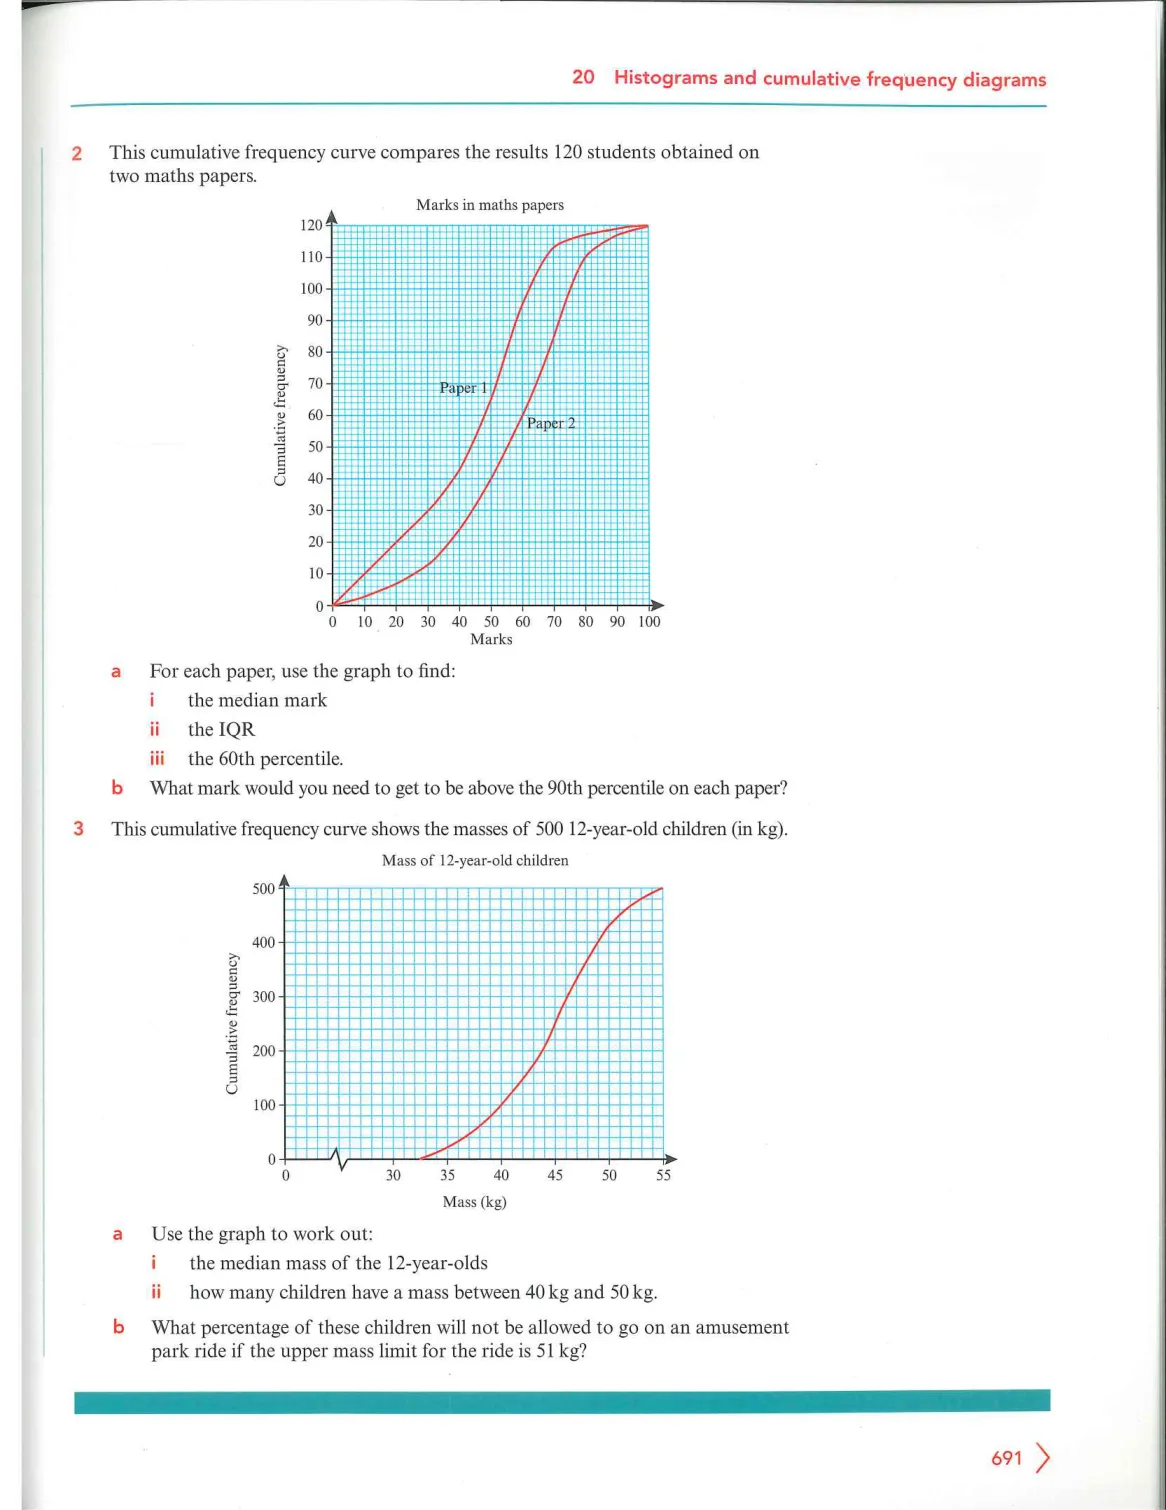 20 Histograms and cumulative frequency diagrams
2 This cumulative frequency curve compares the results 120 students obtained on
two maths papers.
Marks in maths papers
120
110
100
90
80
70
60
50
40
30
20
10
0
Cumulative frequency
Paper 1
Paper 2
0 10 20 30 40 50 60 70 80 90 100
Marks
a For each paper, use the graph to find:
i the median mark
ii the IQR
iii the 60th percentile.
b What mark would you need to get to be above the 90th percentile on each paper?
3 This cumulative frequency curve shows the masses of 500 12-year-old children (in kg).
Mass of 12-year-old children
500
400
300
200
100
0
Cumulative frequency
0 30 35 40 45 50 55
Mass (kg)
a Use the graph to work out:
i the median mass of the 12-year-olds
ii how many children have a mass between 40 kg and 50 kg.
b What percentage of these children will not be allowed to go on an amusement
park ride if the upper mass limit for the ride is 51 kg?
691